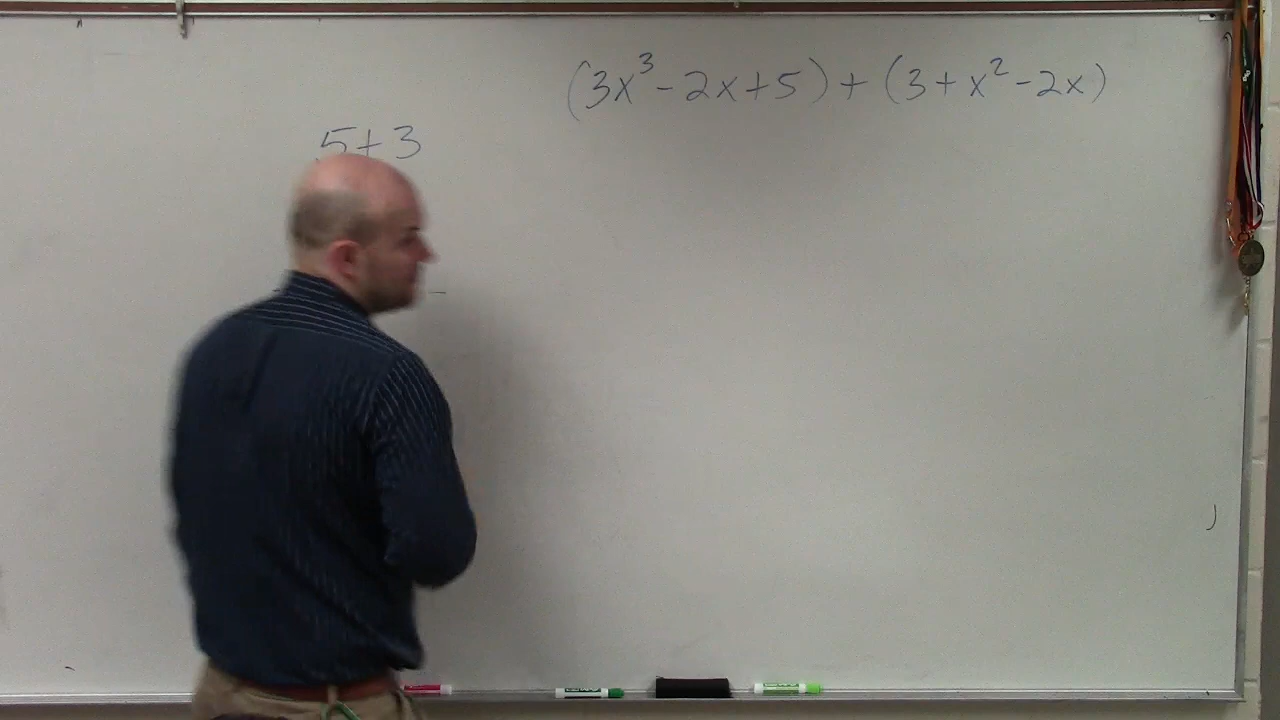 (3x³ - 2x + 5) + (3 + x² - 2x)
5 + 3